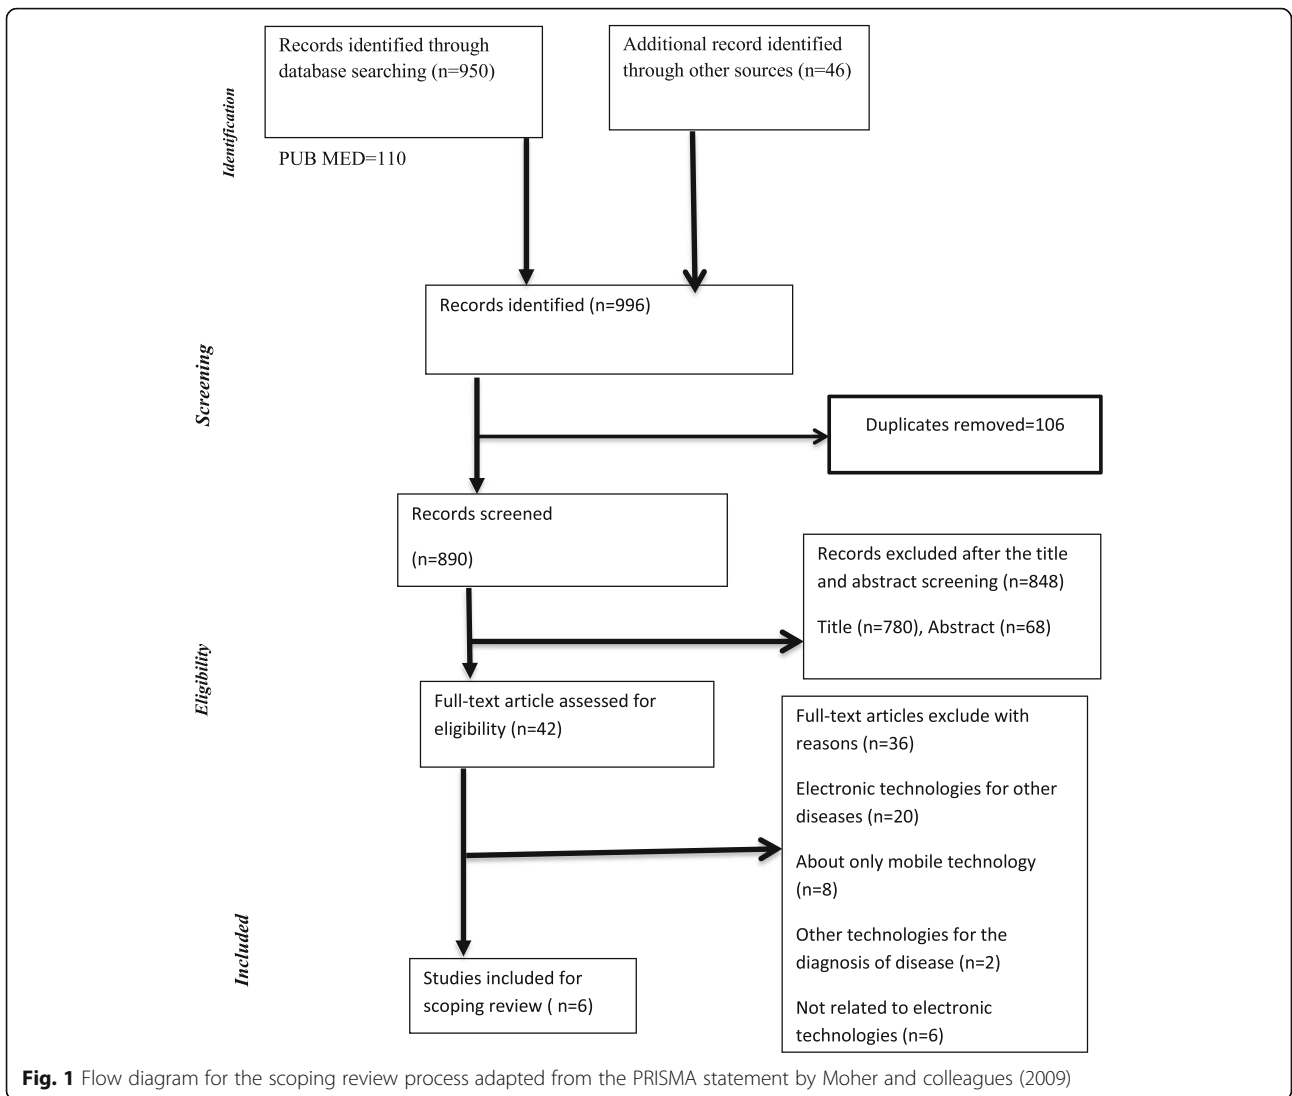 Records identified through
database searching (n=950)
Additional record identified
through other sources (n=46)
Identification
PUB MED=110
Records identified (n=996)
Screening
Duplicates removed=106
Records screened
(n=890)
Records excluded after the title
and abstract screening (n=848)
Title (n=780), Abstract (n=68)
Eligibility
Full-text article assessed for
eligibility (n=42)
Full-text articles exclude with
reasons (n=36)
Electronic technologies for other
diseases (n=20)
About only mobile technology
(n=8)
Other technologies for the
diagnosis of disease (n=2)
Not related to electronic
technologies (n=6)
Included
Studies included for
scoping review ( n=6)
Fig. 1 Flow diagram for the scoping review process adapted from the PRISMA statement by Moher and colleagues (2009)